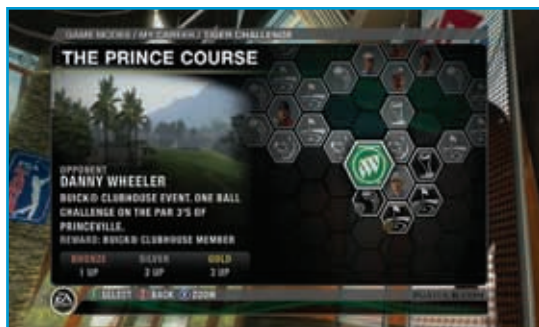 GAME MODES / MY CAREER / TIGER CHALLENGE
THE PRINCE COURSE
OPPONENT
DANNY WHEELER
BUICK® CLUBHOUSE EVENT. ONE BALL
CHALLENGE ON THE PAR 3'S OF
PRINCEVILLE.
REWARD: BUICK® CLUBHOUSE MEMBER
BRONZE SILVER GOLD
1 UP 2 UP 3 UP
EA SELECT BACK ZOOM